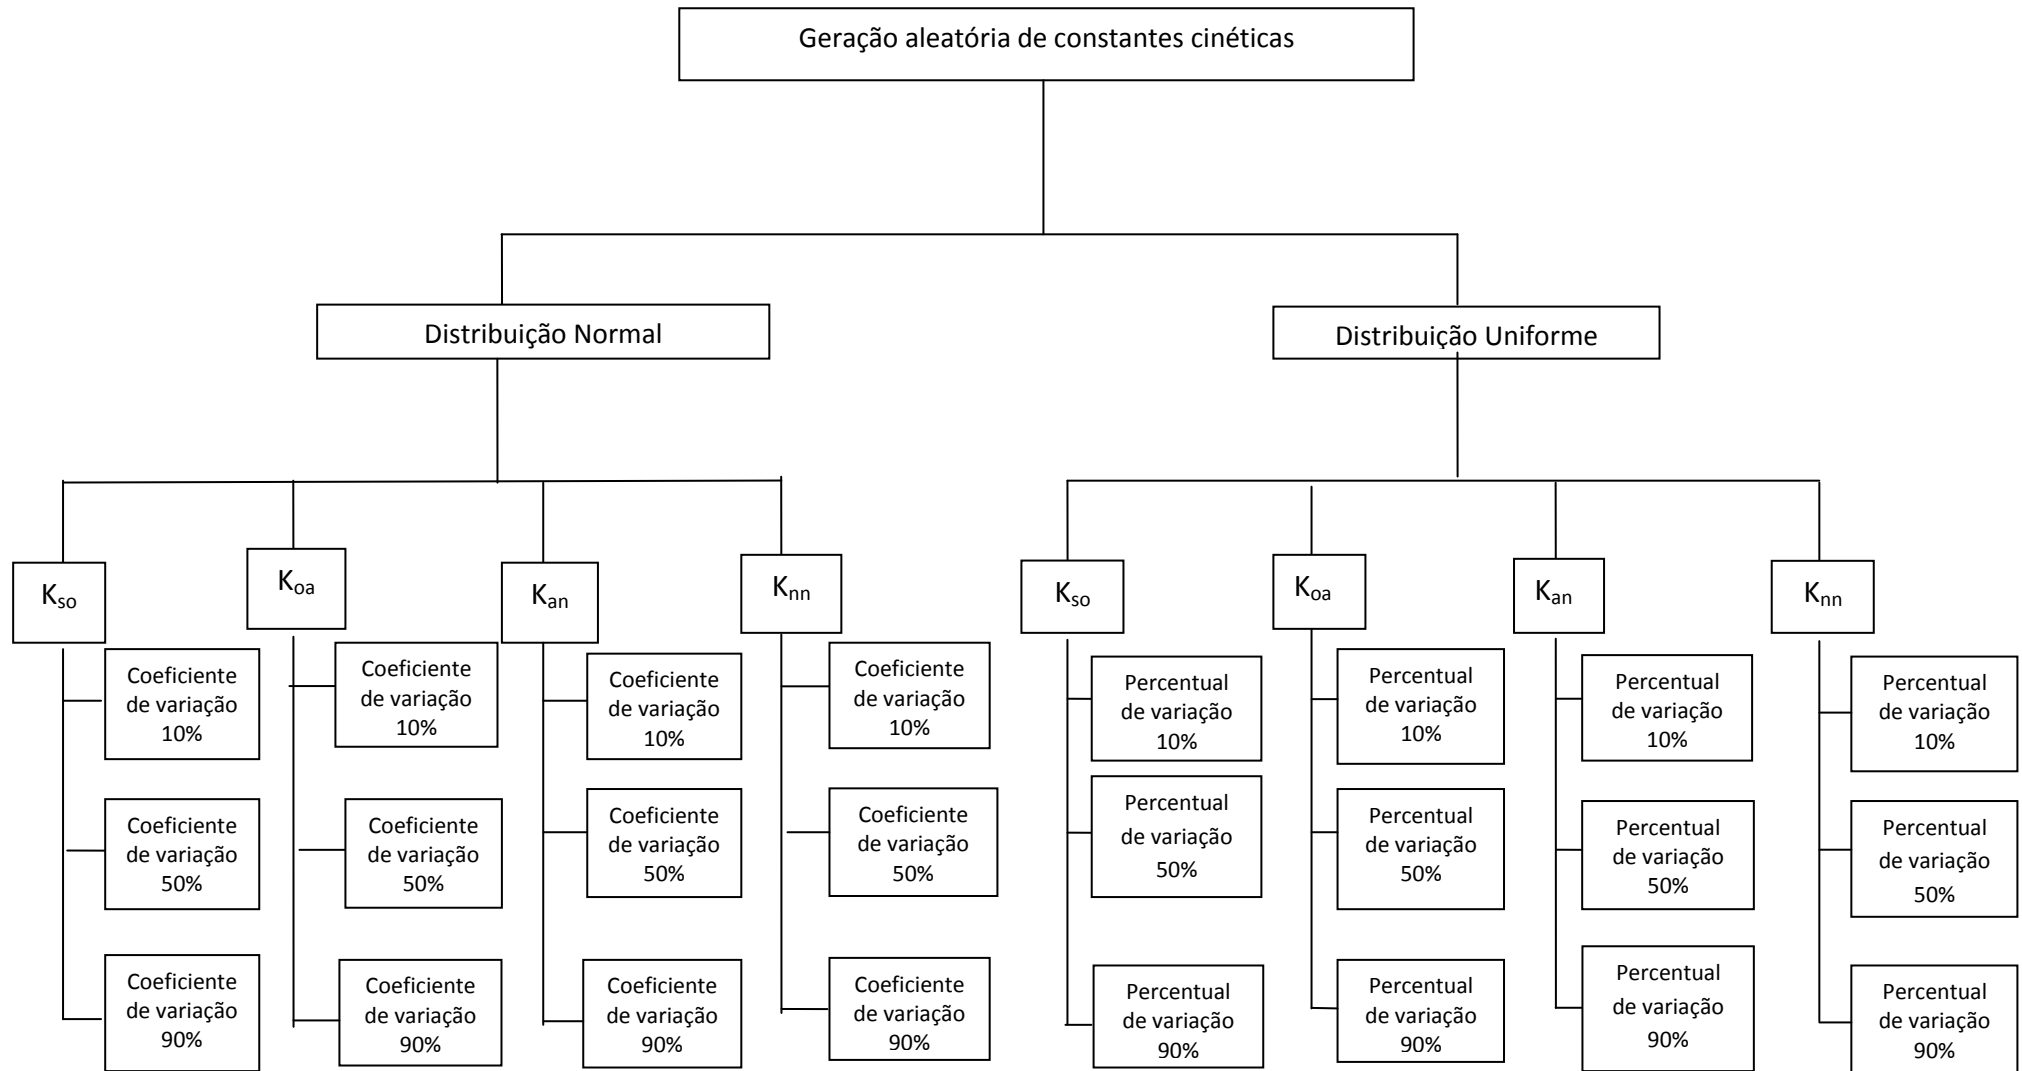 Geração aleatória de constantes cinéticas
Distribuição Normal
Distribuição Uniforme
Kso
Koa
Kan
Knn
Kso
Koa
Kan
Knn
Coeficiente
de variação
10%
Coeficiente
de variação
10%
Coeficiente
de variação
10%
Coeficiente
de variação
10%
Percentual
de variação
10%
Percentual
de variação
10%
Percentual
de variação
10%
Percentual
de variação
10%
Coeficiente
de variação
50%
Coeficiente
de variação
50%
Coeficiente
de variação
50%
Coeficiente
de variação
50%
Percentual
de variação
50%
Percentual
de variação
50%
Percentual
de variação
50%
Percentual
de variação
50%
Coeficiente
de variação
90%
Coeficiente
de variação
90%
Coeficiente
de variação
90%
Coeficiente
de variação
90%
Percentual
de variação
90%
Percentual
de variação
90%
Percentual
de variação
90%
Percentual
de variação
90%